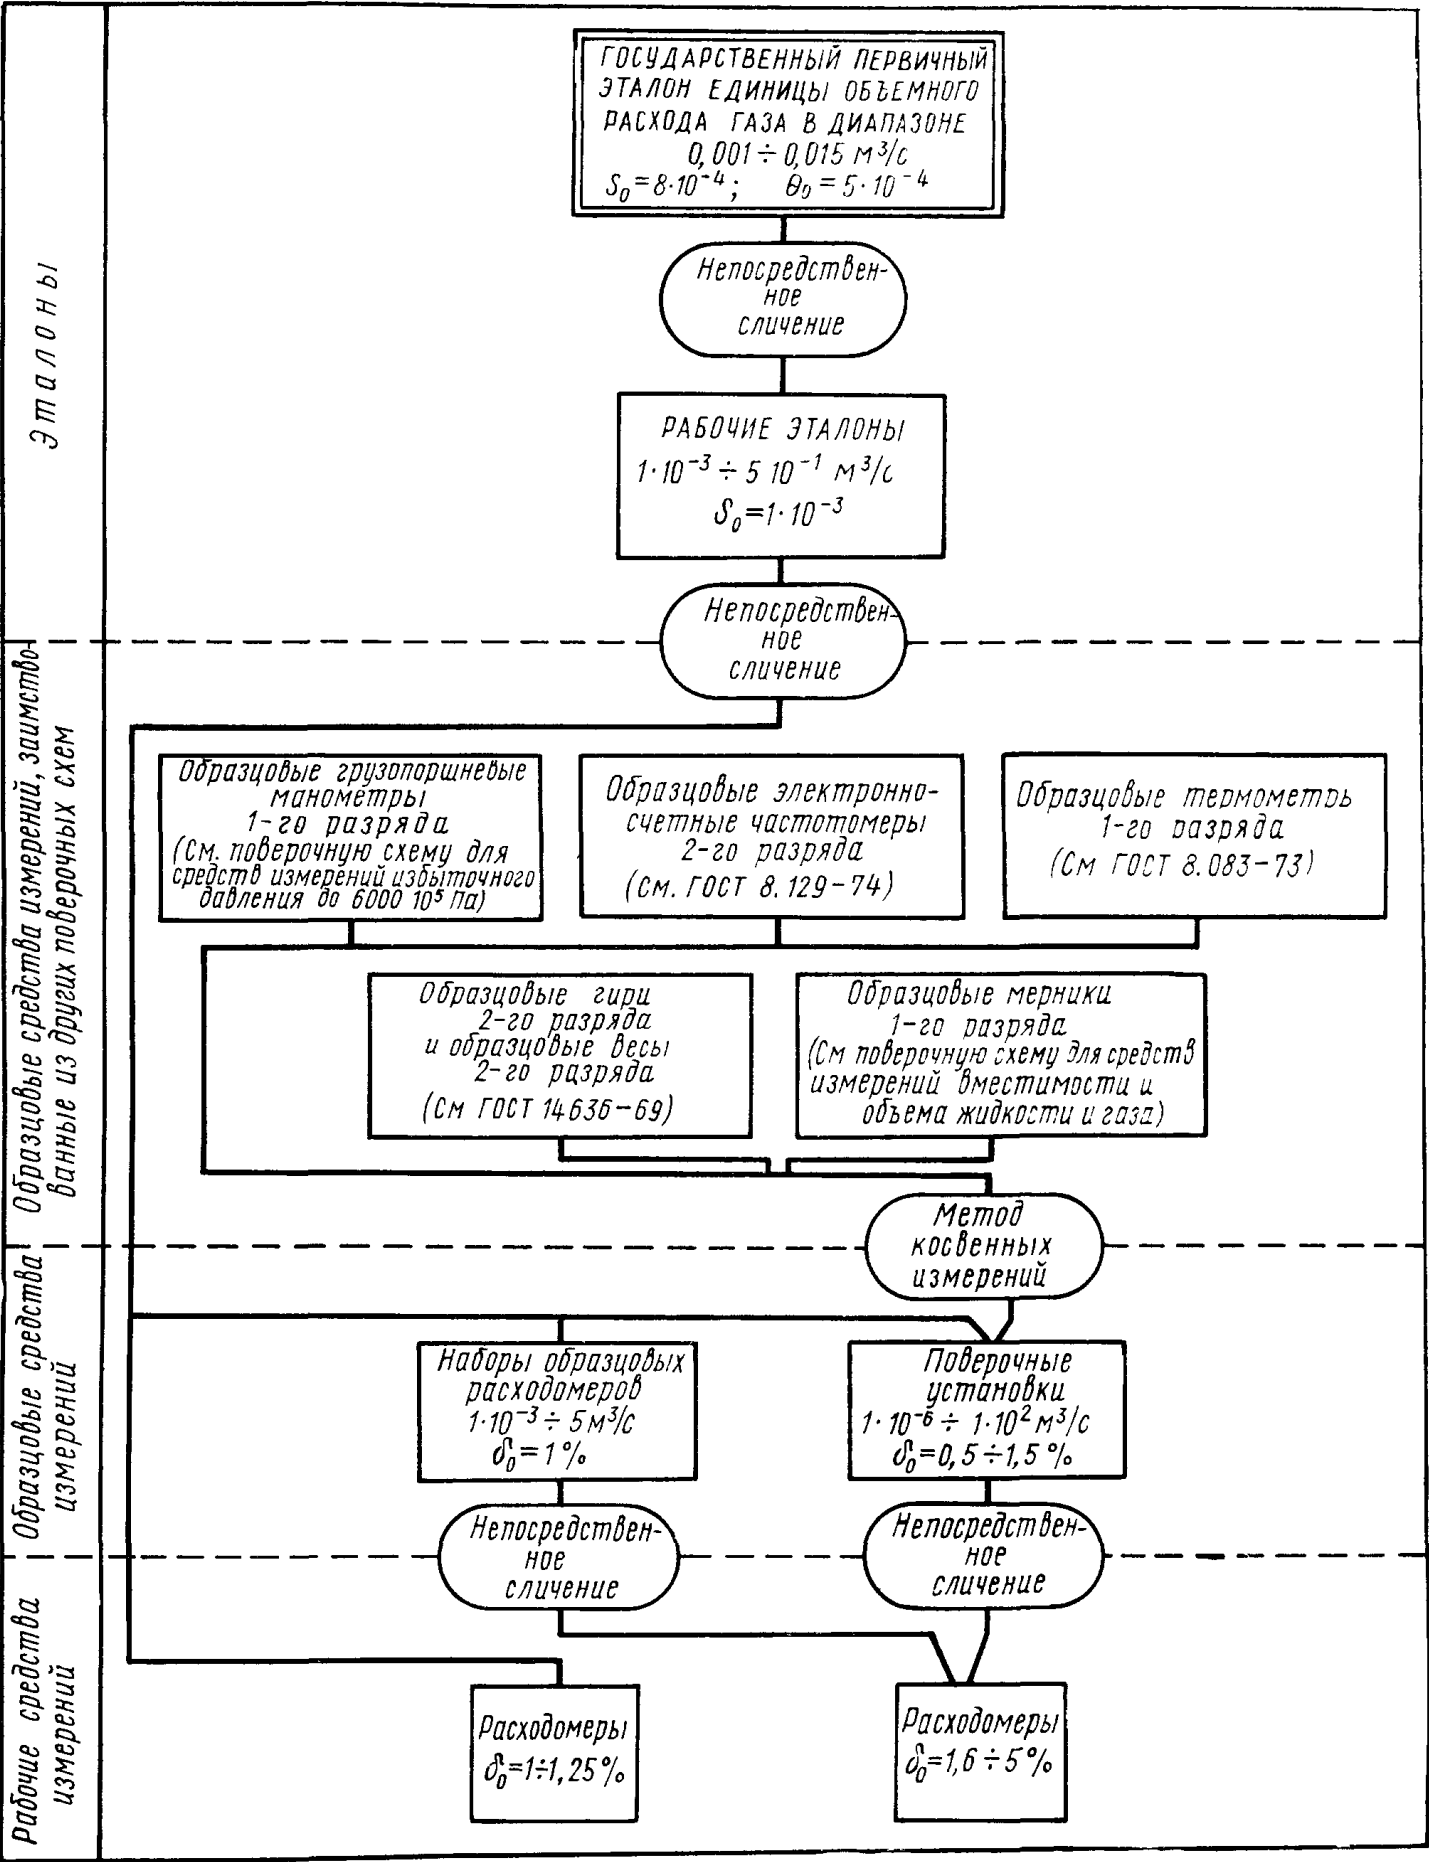 ГОСУДАРСТВЕННЫЙ ПЕРВИЧНЫЙ
ЭТАЛОН ЕДИНИЦЫ ОБЪЕМНОГО
РАСХОДА ГАЗА В ДИАПАЗОНЕ
0,001÷0,015 м³/с
S₀=8·10⁻⁴; θ₀=5·10⁻⁴
Непосредствен-
ное
сличение
Эталоны
РАБОЧИЕ ЭТАЛОНЫ
1·10⁻³÷5 10⁻¹ м³/с
S₀=1·10⁻³
Непосредствен-
ное
сличение
Образцовые средства измерений, заимство-
ванные из других поверочных схем
Образцовые грузопоршневые
манометры
1-го разряда
(См. поверочную схему для
средств измерений избыточного
давления до 6000 10⁵ Па)
Образцовые электронно-
счетные частотомеры
2-го разряда
(См. ГОСТ 8.129-74)
Образцовые термометры
1-го разряда
(См ГОСТ 8.083-73)
Образцовые гири
2-го разряда
и образцовые весы
2-го разряда
(См ГОСТ 14636-69)
Образцовые мерники
1-го разряда
(См поверочную схему для средств
измерений вместимости и
объема жидкости и газа)
Метод
косвенных
измерений
Образцовые средства
измерений
Наборы образцовых
расходомеров
1·10⁻³÷5м³/с
δ₀=1%
Поверочные
установки
1·10⁻⁶÷1·10²м³/с
δ₀=0,5÷1,5%
Непосредствен-
ное
сличение
Непосредствен-
ное
сличение
Рабочие средства
измерений
Расходомеры
δ₀=1÷1,25%
Расходомеры
δ₀=1,6÷5%